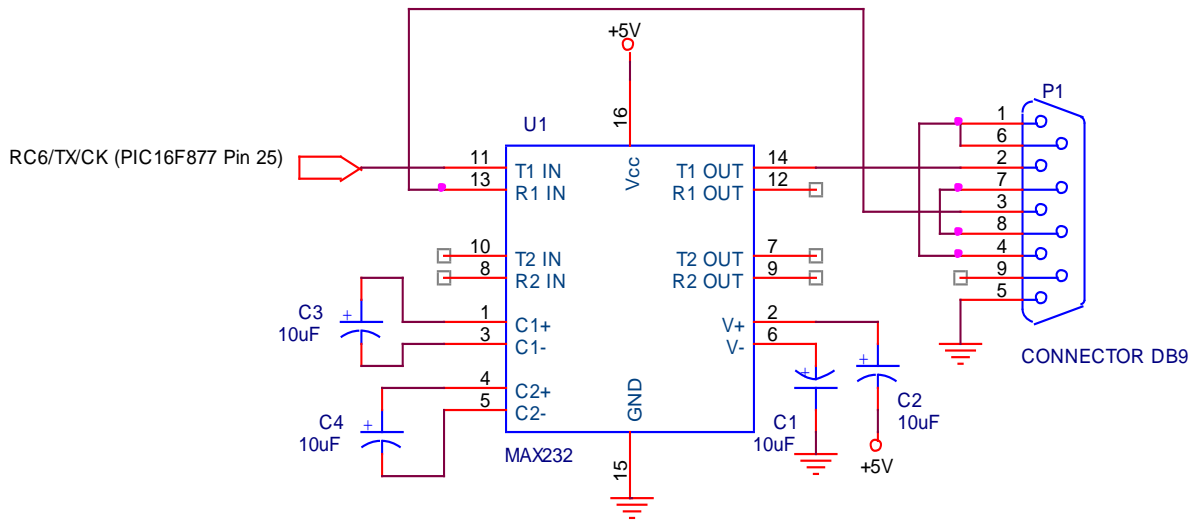 +5V
P1
U1
16
RC6/TX/CK (PIC16F877 Pin 25)
Vcc
11 T1 IN T1 OUT 14
13 R1 IN R1 OUT 12
10 T2 IN T2 OUT 7
8 R2 IN R2 OUT 9
1 C1+ V+ 2
3 C1- V- 6
4 C2+
5 C2-
GND
15
MAX232
C3
+
10uF
C4
+
10uF
+
C1
10uF
+
C2
10uF
+5V
1
6
2
7
3
8
4
9
5
CONNECTOR DB9